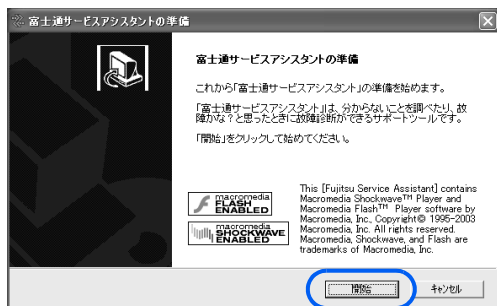 富士通サービスアシスタントの準備
富士通サービスアシスタントの準備
これから「富士通サービスアシスタント」の準備を始めます。
「富士通サービスアシスタント」は、分からないことを調べたり、故
障かな？と思ったときに故障診断ができるサポートツールです。
「開始」をクリックして始めてください。
macromedia
FLASH
ENABLED
macromedia
SHOCKWAVE
ENABLED
This [Fujitsu Service Assistant] contains
Macromedia Shockwave™ Player and
Macromedia Flash™ Player software by
Macromedia, Inc., Copyright© 1995-2003
Macromedia, Inc. All rights reserved.
Macromedia, Shockwave, and Flash are
trademarks of Macromedia, Inc.
開始
キャンセル